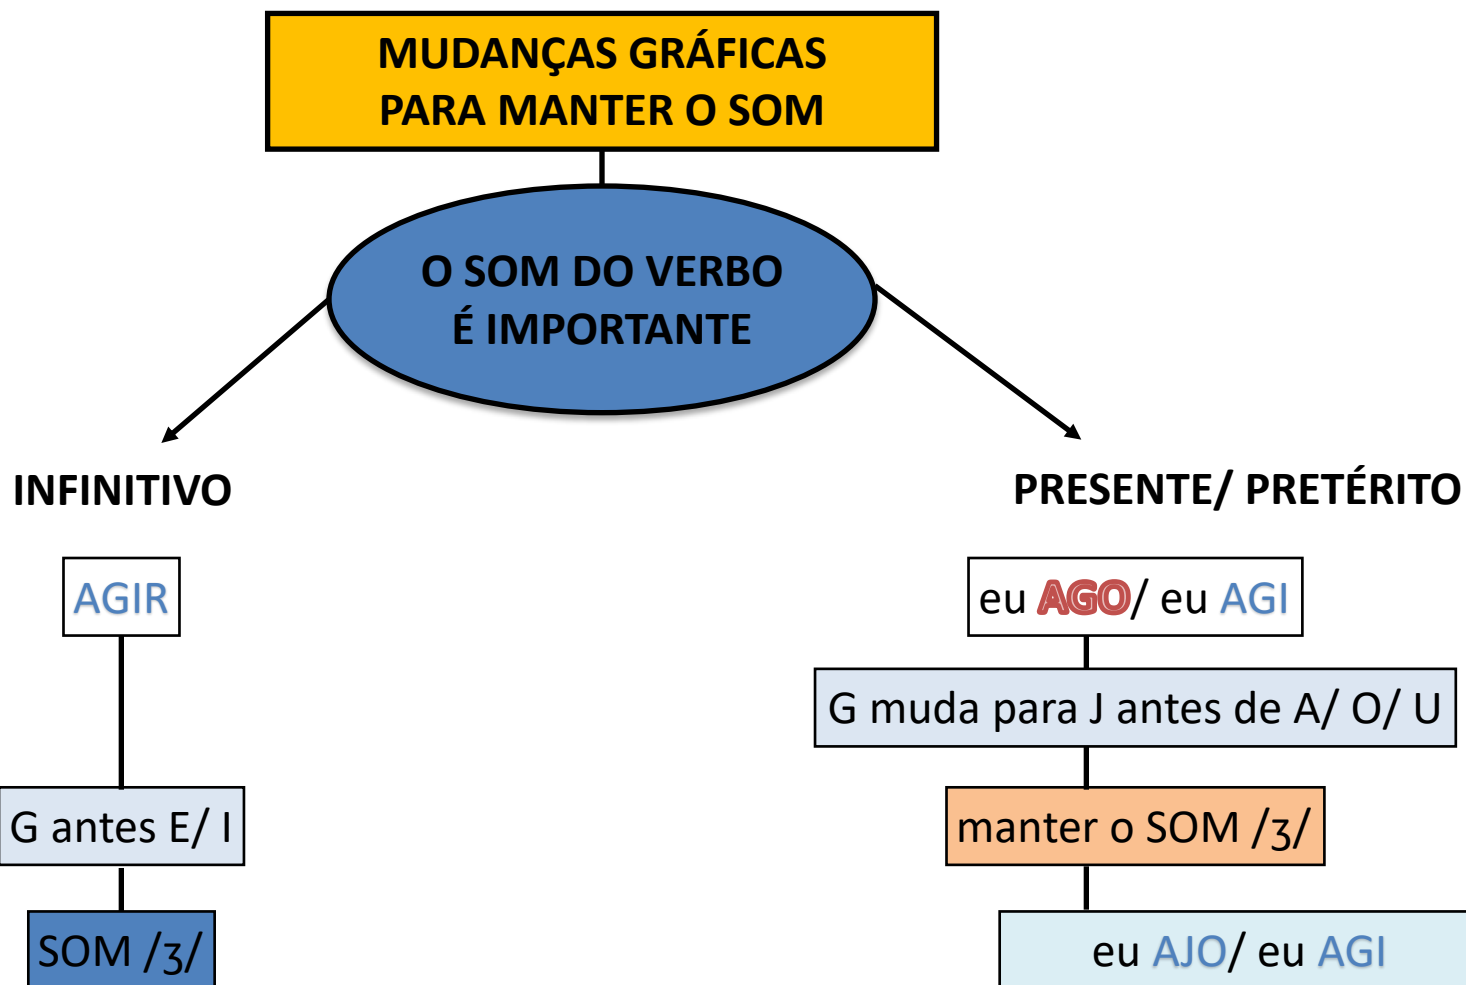 MUDANÇAS GRÁFICAS
PARA MANTER O SOM
O SOM DO VERBO
É IMPORTANTE
INFINITIVO
AGIR
G antes E/ I
SOM /ʒ/
PRESENTE/ PRETÉRITO
eu AGO/ eu AGI
G muda para J antes de A/ O/ U
manter o SOM /ʒ/
eu AJO/ eu AGI